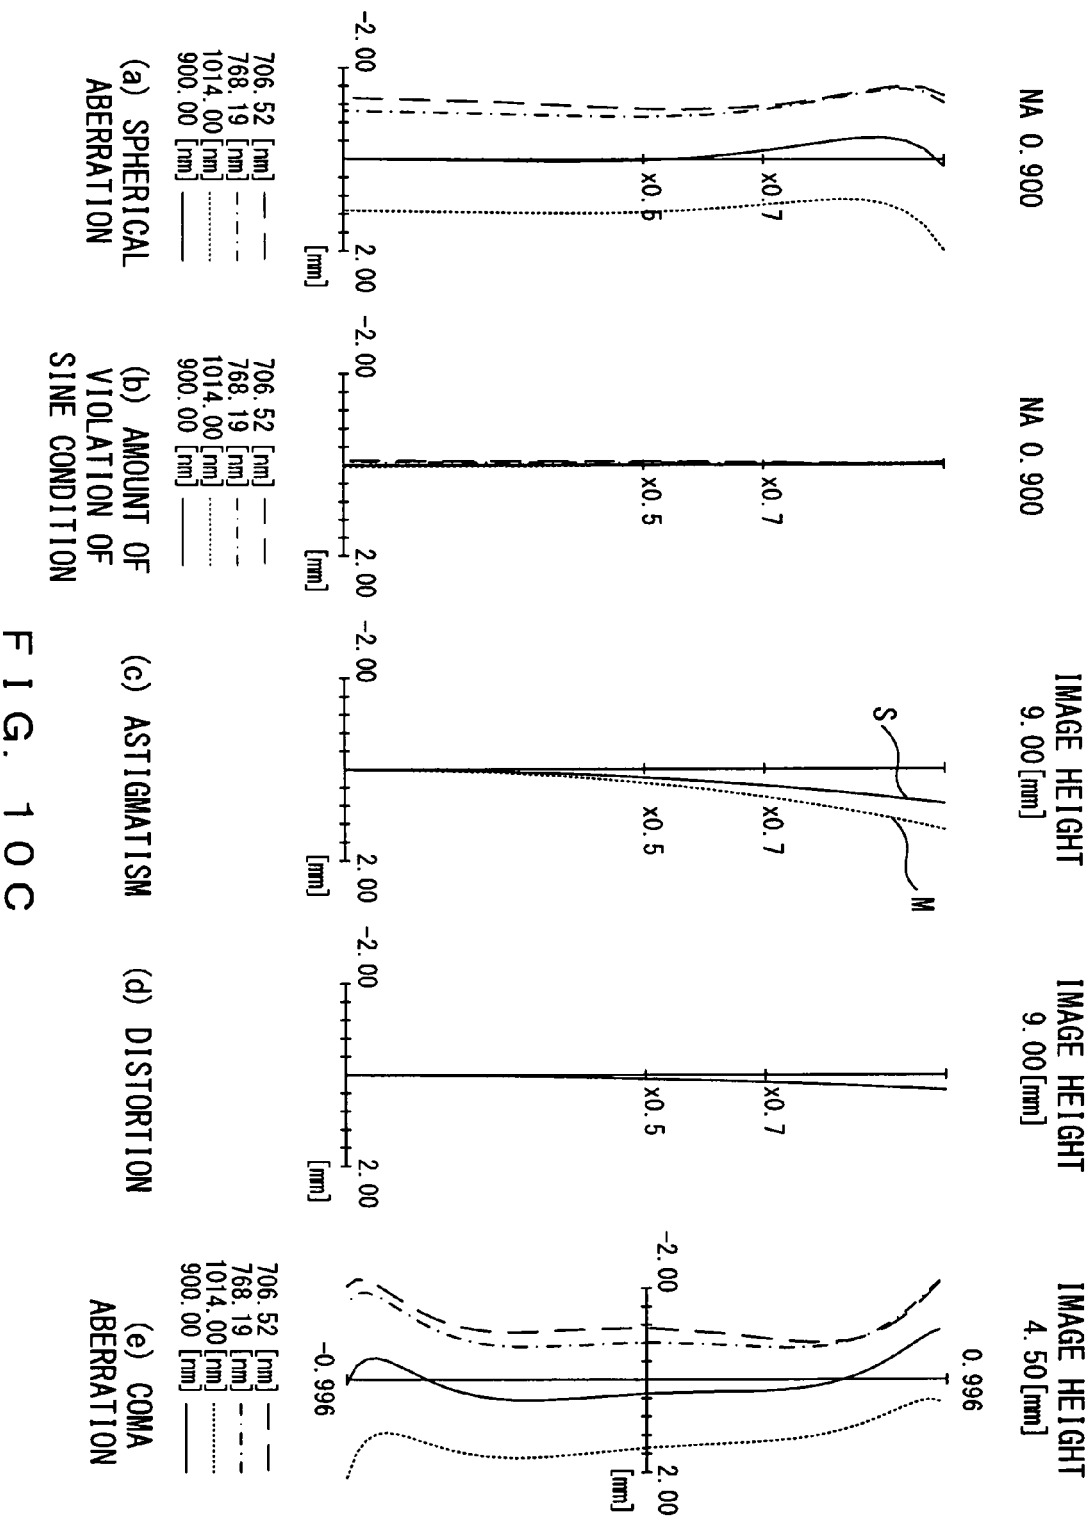 NA 0.900
-2.00
x0.7
x0.5
2.00
[mm]
706.52 [nm]
768.19 [nm]
1014.00 [nm]
900.00 [nm]
(a) SPHERICAL
ABERRATION
NA 0.900
-2.00
x0.7
x0.5
2.00
[mm]
706.52 [nm]
768.19 [nm]
1014.00 [nm]
900.00 [nm]
(b) AMOUNT OF
VIOLATION OF
SINE CONDITION
IMAGE HEIGHT
9.00[mm]
S
M
-2.00
x0.7
x0.5
2.00
[mm]
(c) ASTIGMATISM
IMAGE HEIGHT
9.00[mm]
-2.00
x0.7
x0.5
2.00
[mm]
(d) DISTORTION
IMAGE HEIGHT
4.50[mm]
0.996
-2.00
2.00
[mm]
-0.996
706.52 [nm]
768.19 [nm]
1014.00 [nm]
900.00 [nm]
(e) COMA
ABERRATION
FIG. 10C